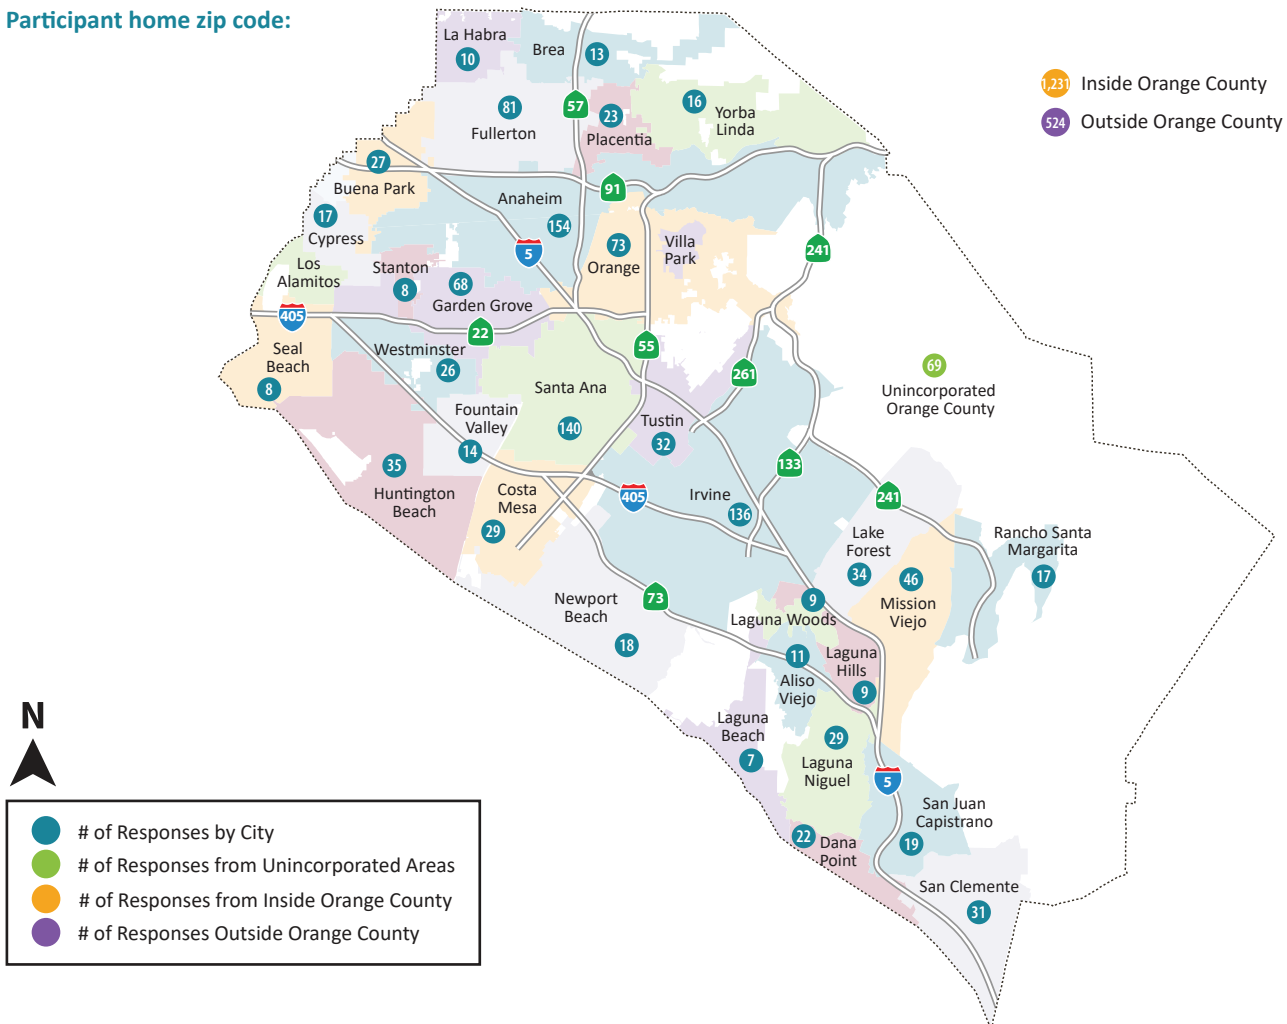 Participant home zip code:
La Habra
10
Brea
13
1,231 Inside Orange County
524 Outside Orange County
81
Fullerton
57
23
Placentia
16
Yorba
Linda
27
Buena Park
91
Anaheim
154
17
Cypress
5
73
Orange
Villa
Park
241
Los
Alamitos
Stanton
8
68
Garden Grove
405
22
55
Seal
Beach
8
Westminster
26
261
69
Unincorporated
Orange County
Santa Ana
140
Fountain
Valley
14
Tustin
32
35
Huntington
Beach
133
Costa
Mesa
29
405
Irvine
136
241
Lake
Forest
34
Rancho Santa
Margarita
17
46
Mission
Viejo
Newport
Beach
18
73
9
Laguna Woods
11
Aliso
Viejo
Laguna
Hills
9
Laguna
Beach
7
29
Laguna
Niguel
5
San Juan
Capistrano
19
22
Dana
Point
San Clemente
31
N
# of Responses by City
# of Responses from Unincorporated Areas
# of Responses from Inside Orange County
# of Responses Outside Orange County